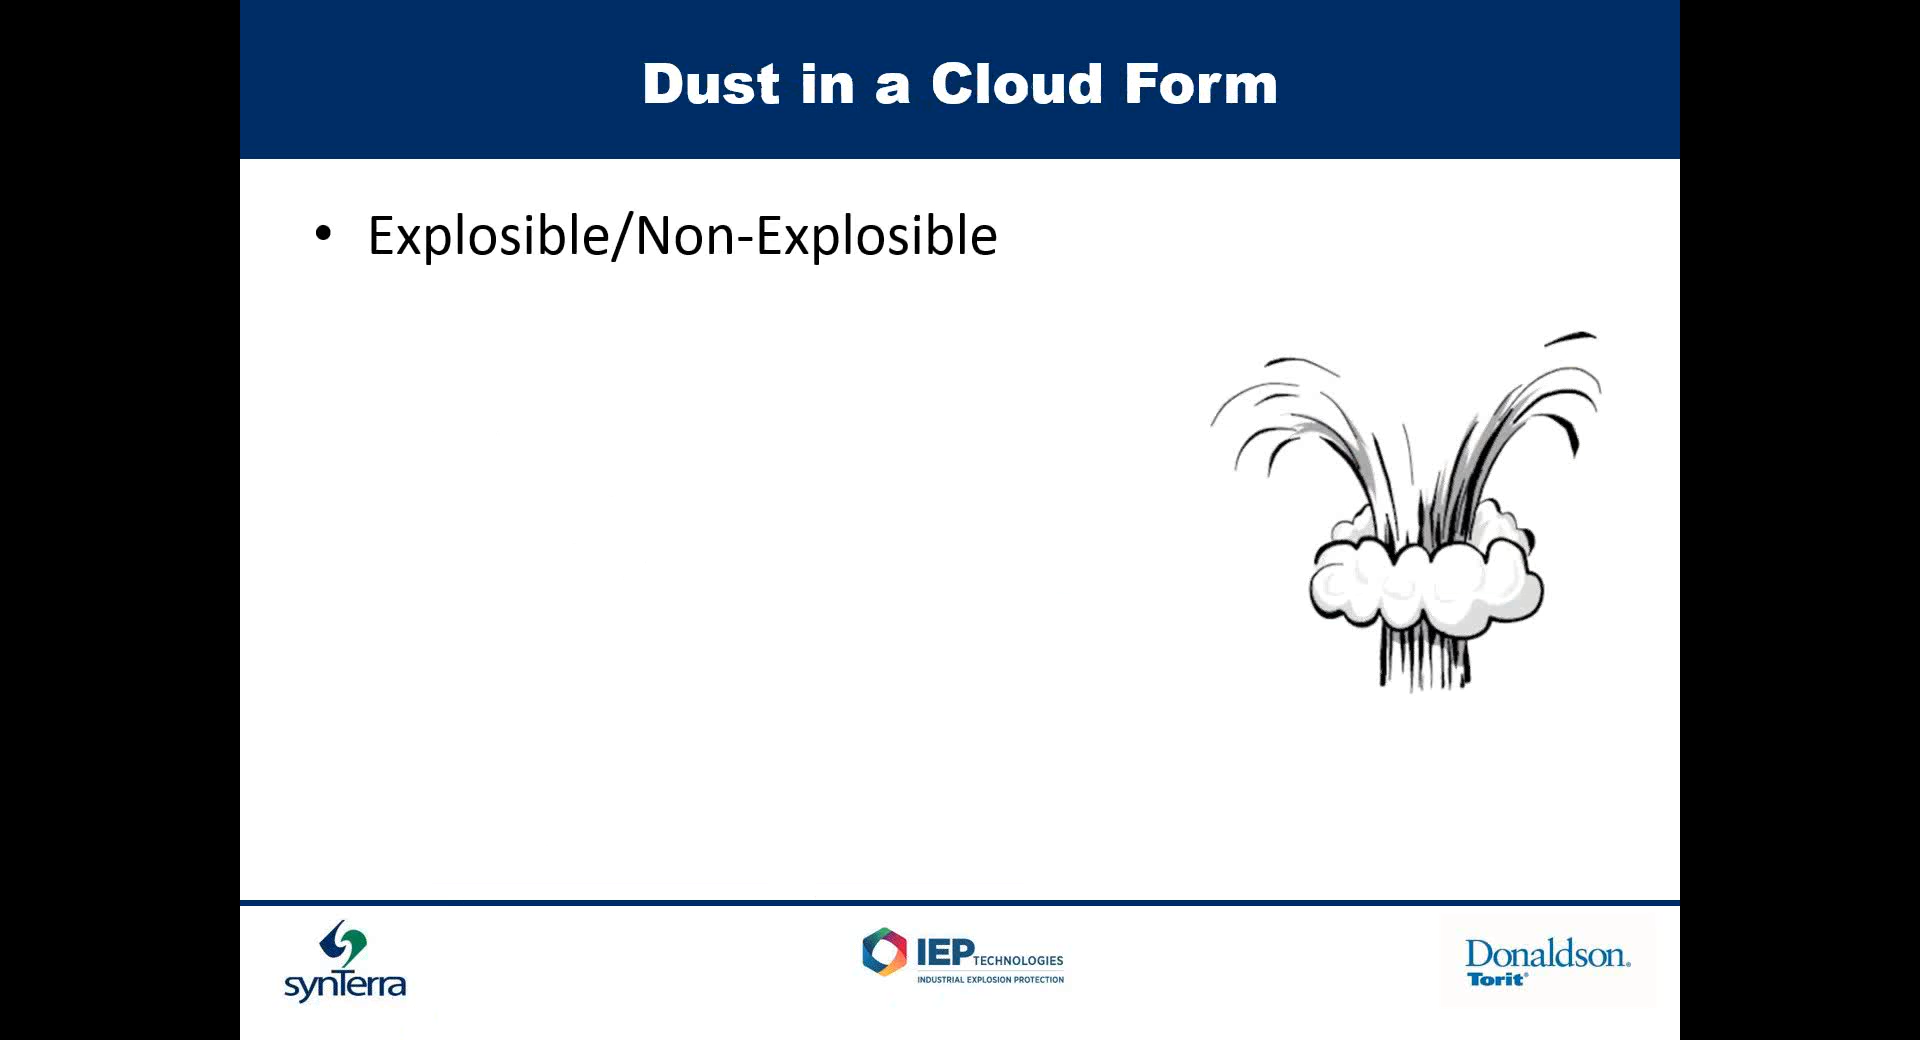 Dust in a Cloud Form
• Explosible/Non-Explosible
synTerra
IEP TECHNOLOGIES
INDUSTRIAL EXPLOSION PROTECTION
Donaldson®
Torit®